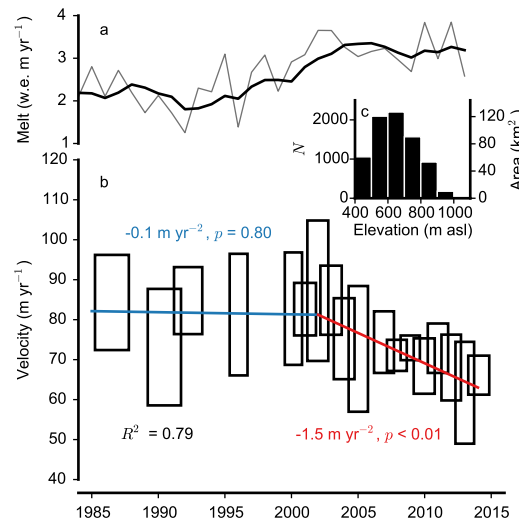 4
3
2
1
Melt (w.e. m yr⁻¹)
a
c
2000
1000
0
N
120
80
40
0
Area (km²)
400 600 800 1000
Elevation (m asl)
120
110
100
90
80
70
60
50
40
Velocity (m yr⁻¹)
b
-0.1 m yr⁻², p = 0.80
R² = 0.79
-1.5 m yr⁻², p < 0.01
1985 1990 1995 2000 2005 2010 2015